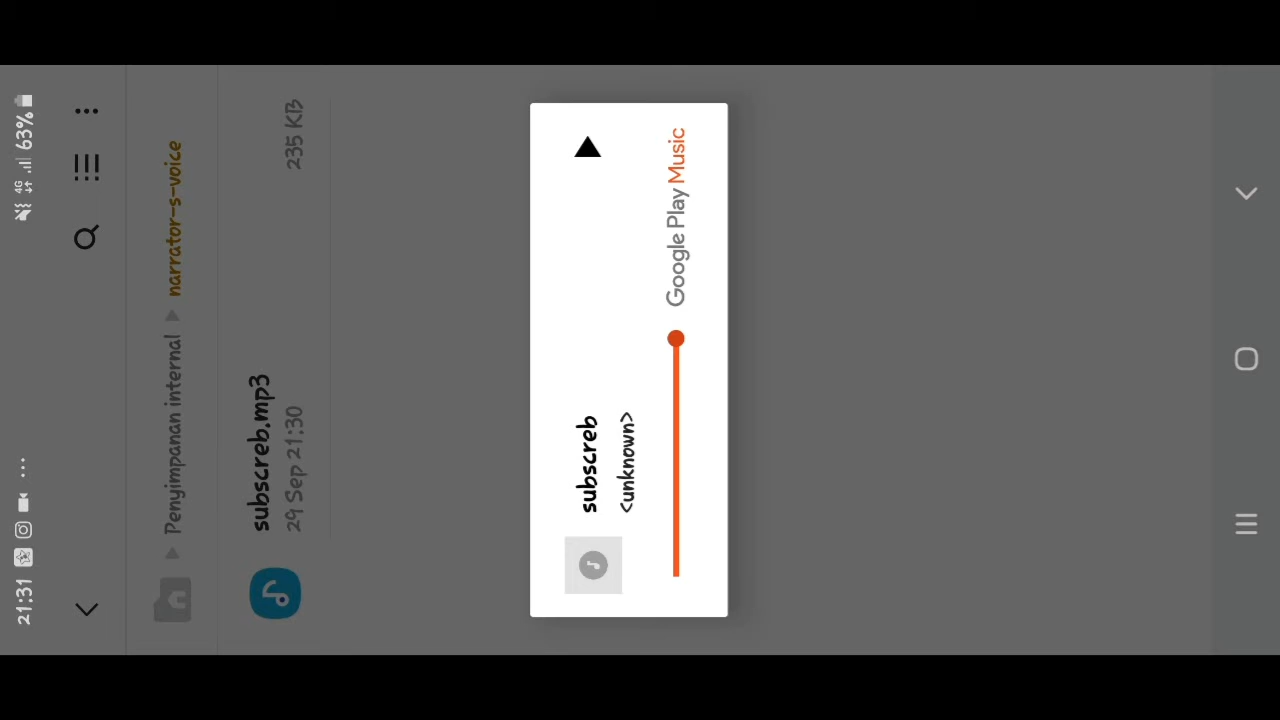 21:31 ... 4G 63%
Penyimpanan internal narrator-s-voice
subscreb.mp3
29 Sep 21:30 235 KB
subscreb
<unknown>
Google Play Music